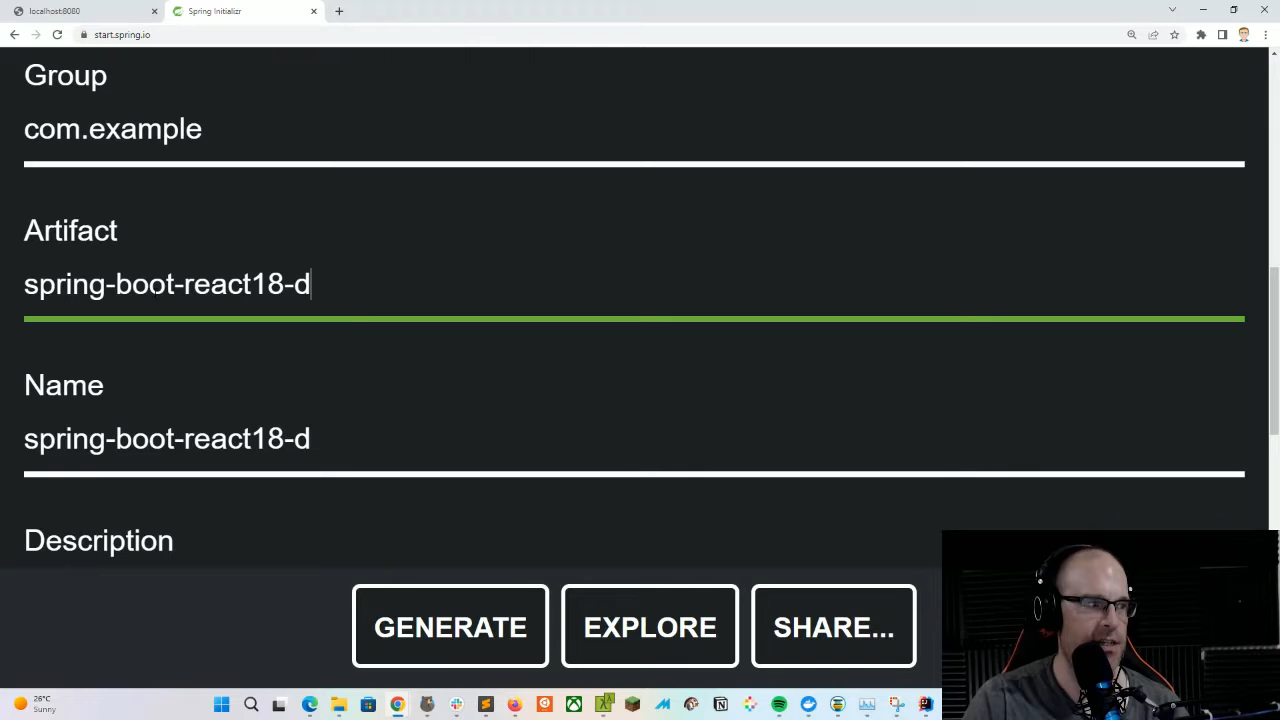 localhost:8080
Spring Initializr
start.spring.io
Group
com.example
Artifact
spring-boot-react18-d
Name
spring-boot-react18-d
Description
GENERATE
EXPLORE
SHARE...
26°C
Sunny